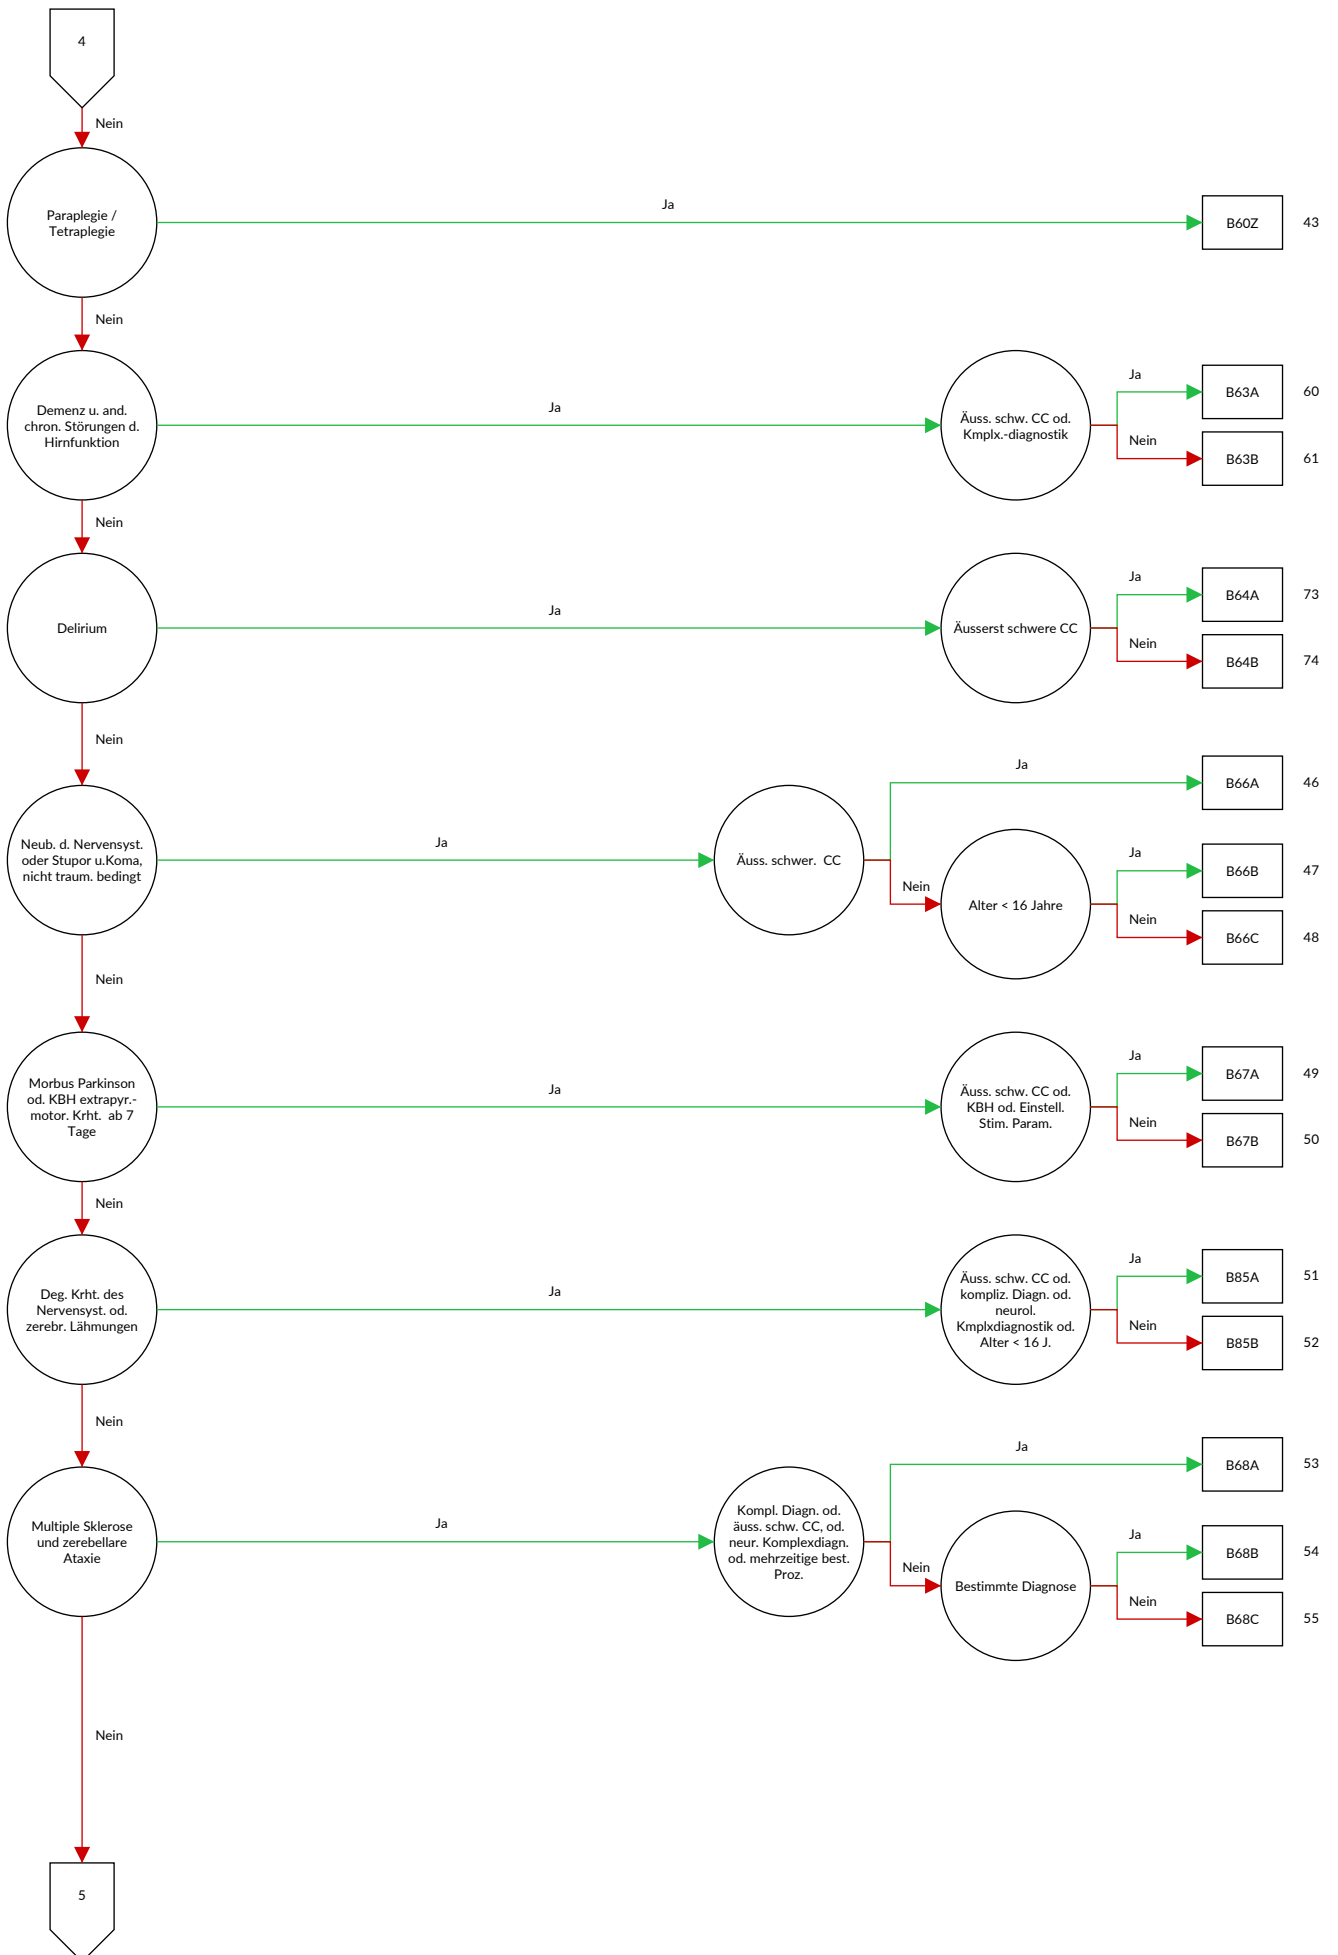 4
Nein
Paraplegie /
Tetraplegie
Ja
B60Z
43
Nein
Demenz u. and.
chron. Störungen d.
Hirnfunktion
Ja
Äuss. schw. CC od.
Kmplx.-diagnostik
Ja
B63A
60
Nein
B63B
61
Nein
Delirium
Ja
Äusserst schwere CC
Ja
B64A
73
Nein
B64B
74
Nein
Neub. d. Nervensyst.
oder Stupor u.Koma,
nicht traum. bedingt
Ja
Äuss. schwer.  CC
Ja
B66A
46
Nein
Alter < 16 Jahre
Ja
B66B
47
Nein
B66C
48
Nein
Morbus Parkinson
od. KBH extrapyr.-
motor. Krht.  ab 7
Tage
Ja
Äuss. schw. CC od.
KBH od. Einstell.
Stim. Param.
Ja
B67A
49
Nein
B67B
50
Nein
Deg. Krht. des
Nervensyst. od.
zerebr. Lähmungen
Ja
Äuss. schw. CC od.
kompliz. Diagn. od.
neurol.
Kmplxdiagnostik od.
Alter < 16 J.
Ja
B85A
51
Nein
B85B
52
Nein
Multiple Sklerose
und zerebellare
Ataxie
Ja
Kompl. Diagn. od.
äuss. schw. CC, od.
neur. Komplexdiagn.
od. mehrzeitige best.
Proz.
Ja
B68A
53
Nein
Bestimmte Diagnose
Ja
B68B
54
Nein
B68C
55
Nein
5